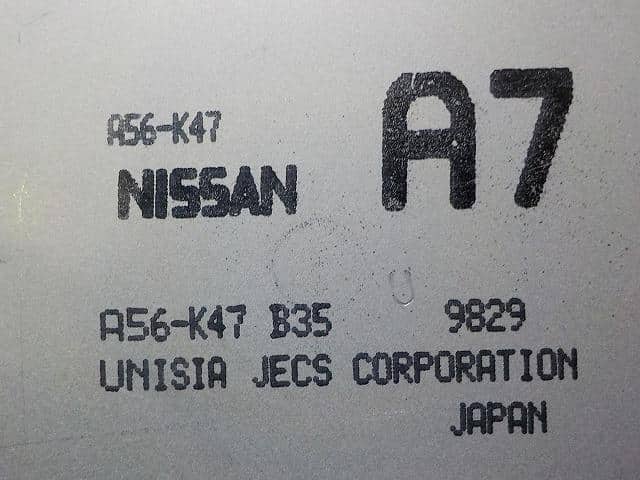 A56-K47
A7
NISSAN
A56-K47 B35 9829
UNISIA JECS CORPORATION
JAPAN